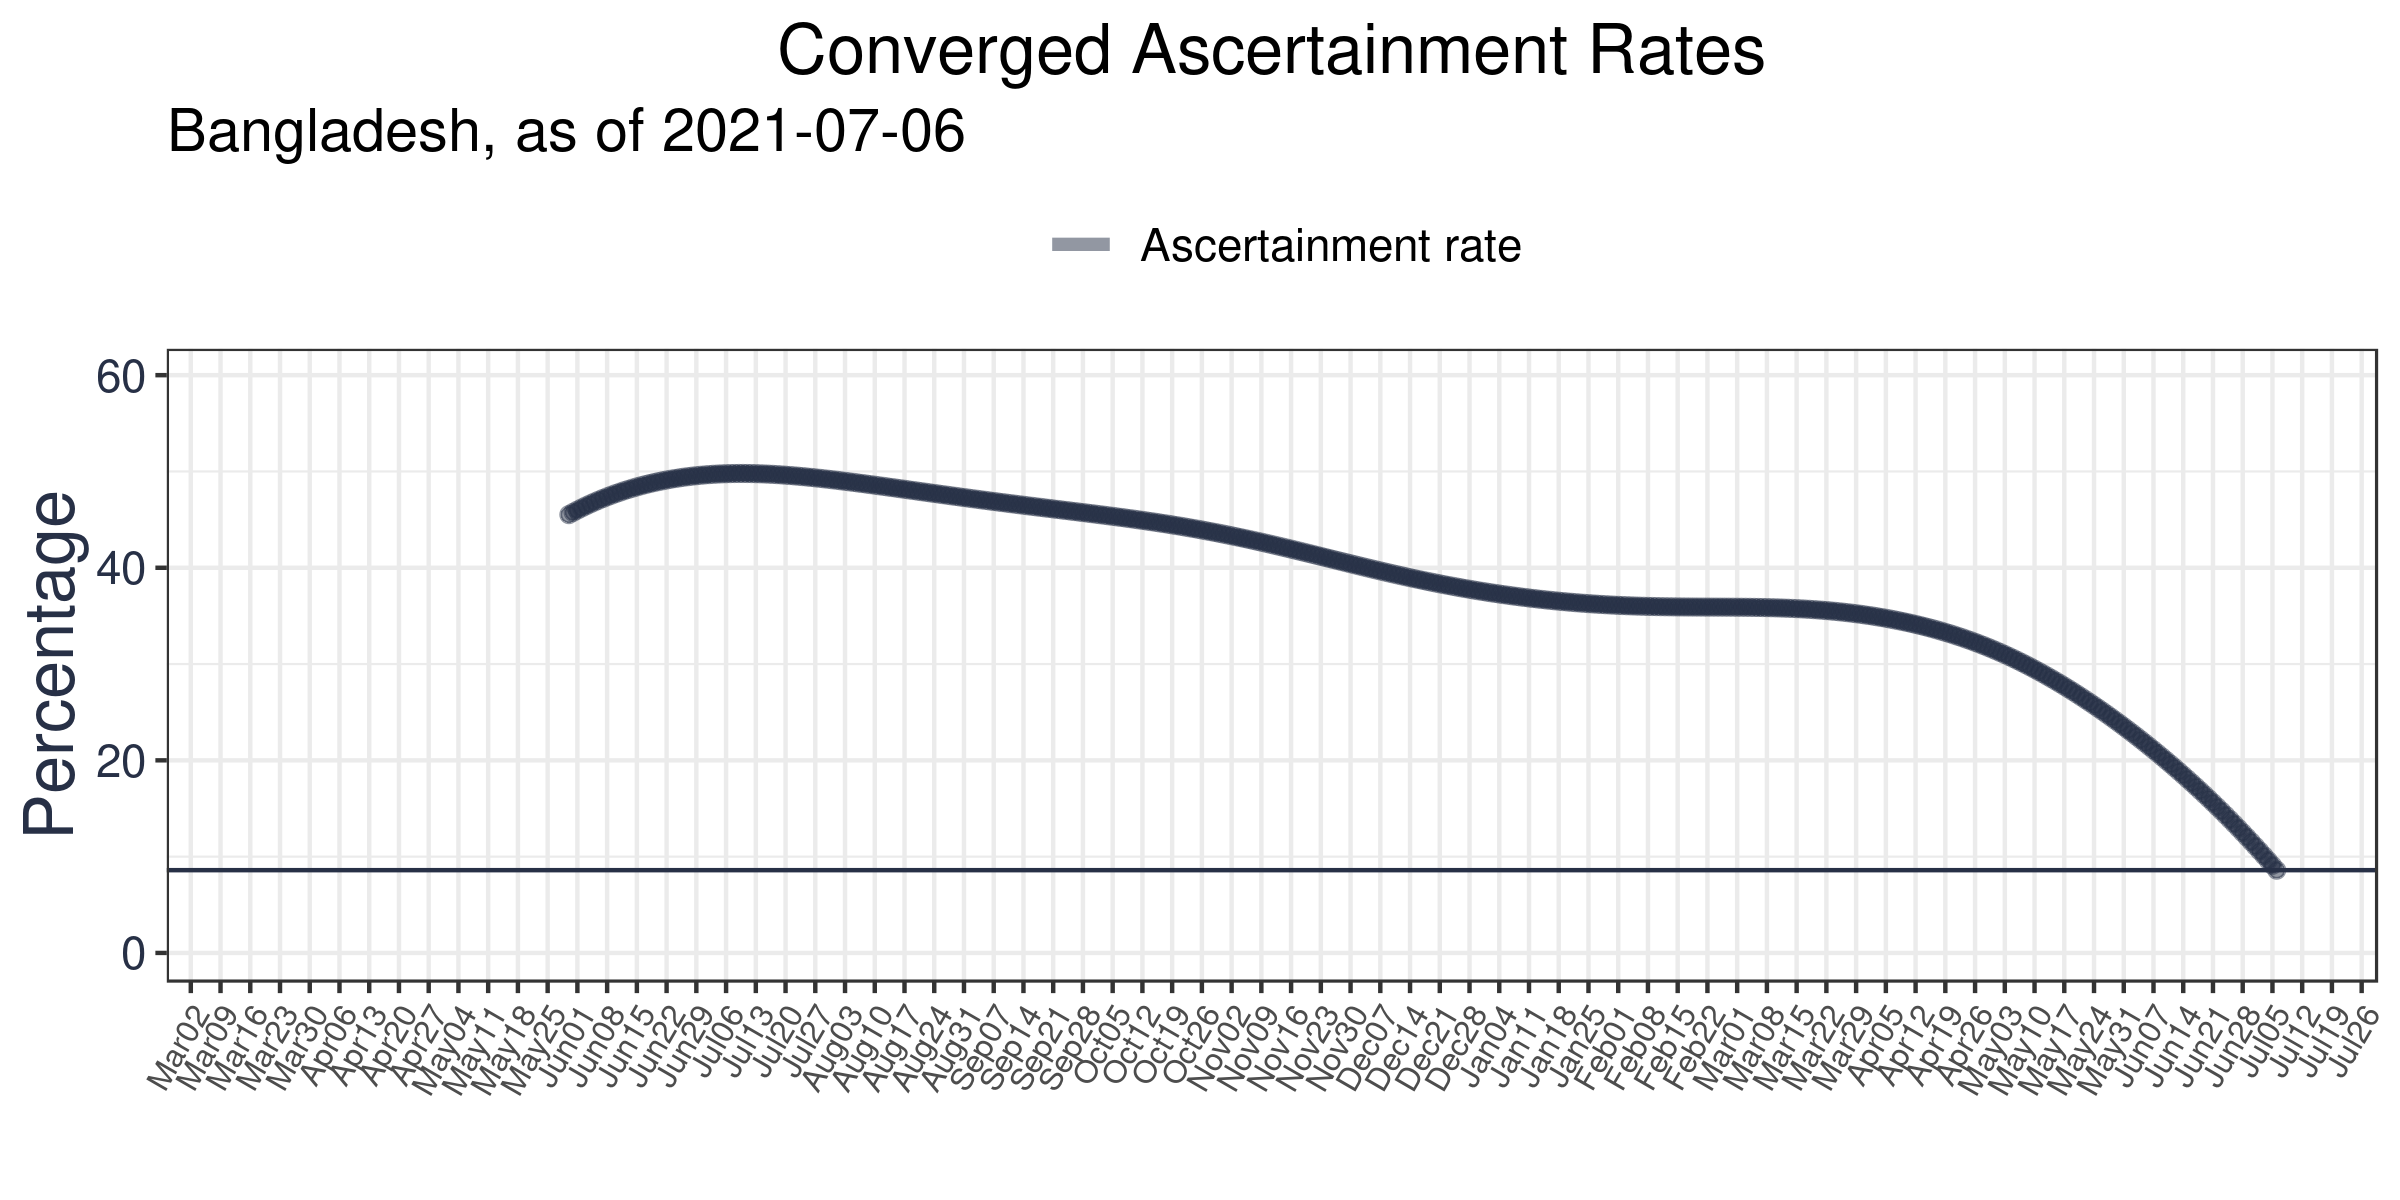 Converged Ascertainment Rates
Bangladesh, as of 2021-07-06
Ascertainment rate
Percentage
60
40
20
0
Mar02
Mar09
Mar16
Mar23
Mar30
Apr06
Apr13
Apr20
Apr27
May04
May11
May18
May25
Jun01
Jun08
Jun15
Jun22
Jun29
Jul06
Jul13
Jul20
Jul27
Aug03
Aug10
Aug17
Aug24
Aug31
Sep07
Sep14
Sep21
Sep28
Oct05
Oct12
Oct19
Oct26
Nov02
Nov09
Nov16
Nov23
Nov30
Dec07
Dec14
Dec21
Dec28
Jan04
Jan11
Jan18
Jan25
Feb01
Feb08
Feb15
Feb22
Mar01
Mar08
Mar15
Mar22
Mar29
Apr05
Apr12
Apr19
Apr26
May03
May10
May17
May24
May31
Jun07
Jun14
Jun21
Jun28
Jul05
Jul12
Jul19
Jul26